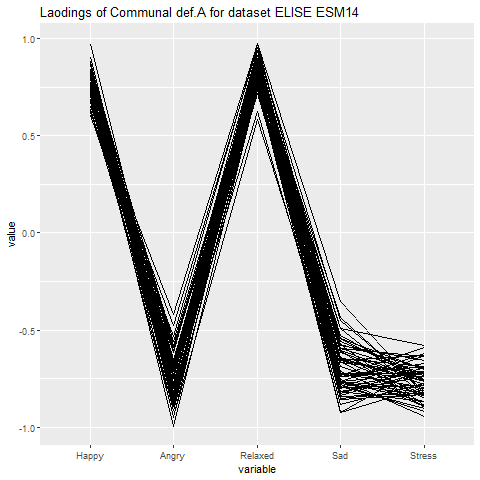 Laodings of Communal def.A for dataset ELISE ESM14
1.0
0.5
0.0
-0.5
-1.0
value
Happy Angry Relaxed Sad Stress
variable